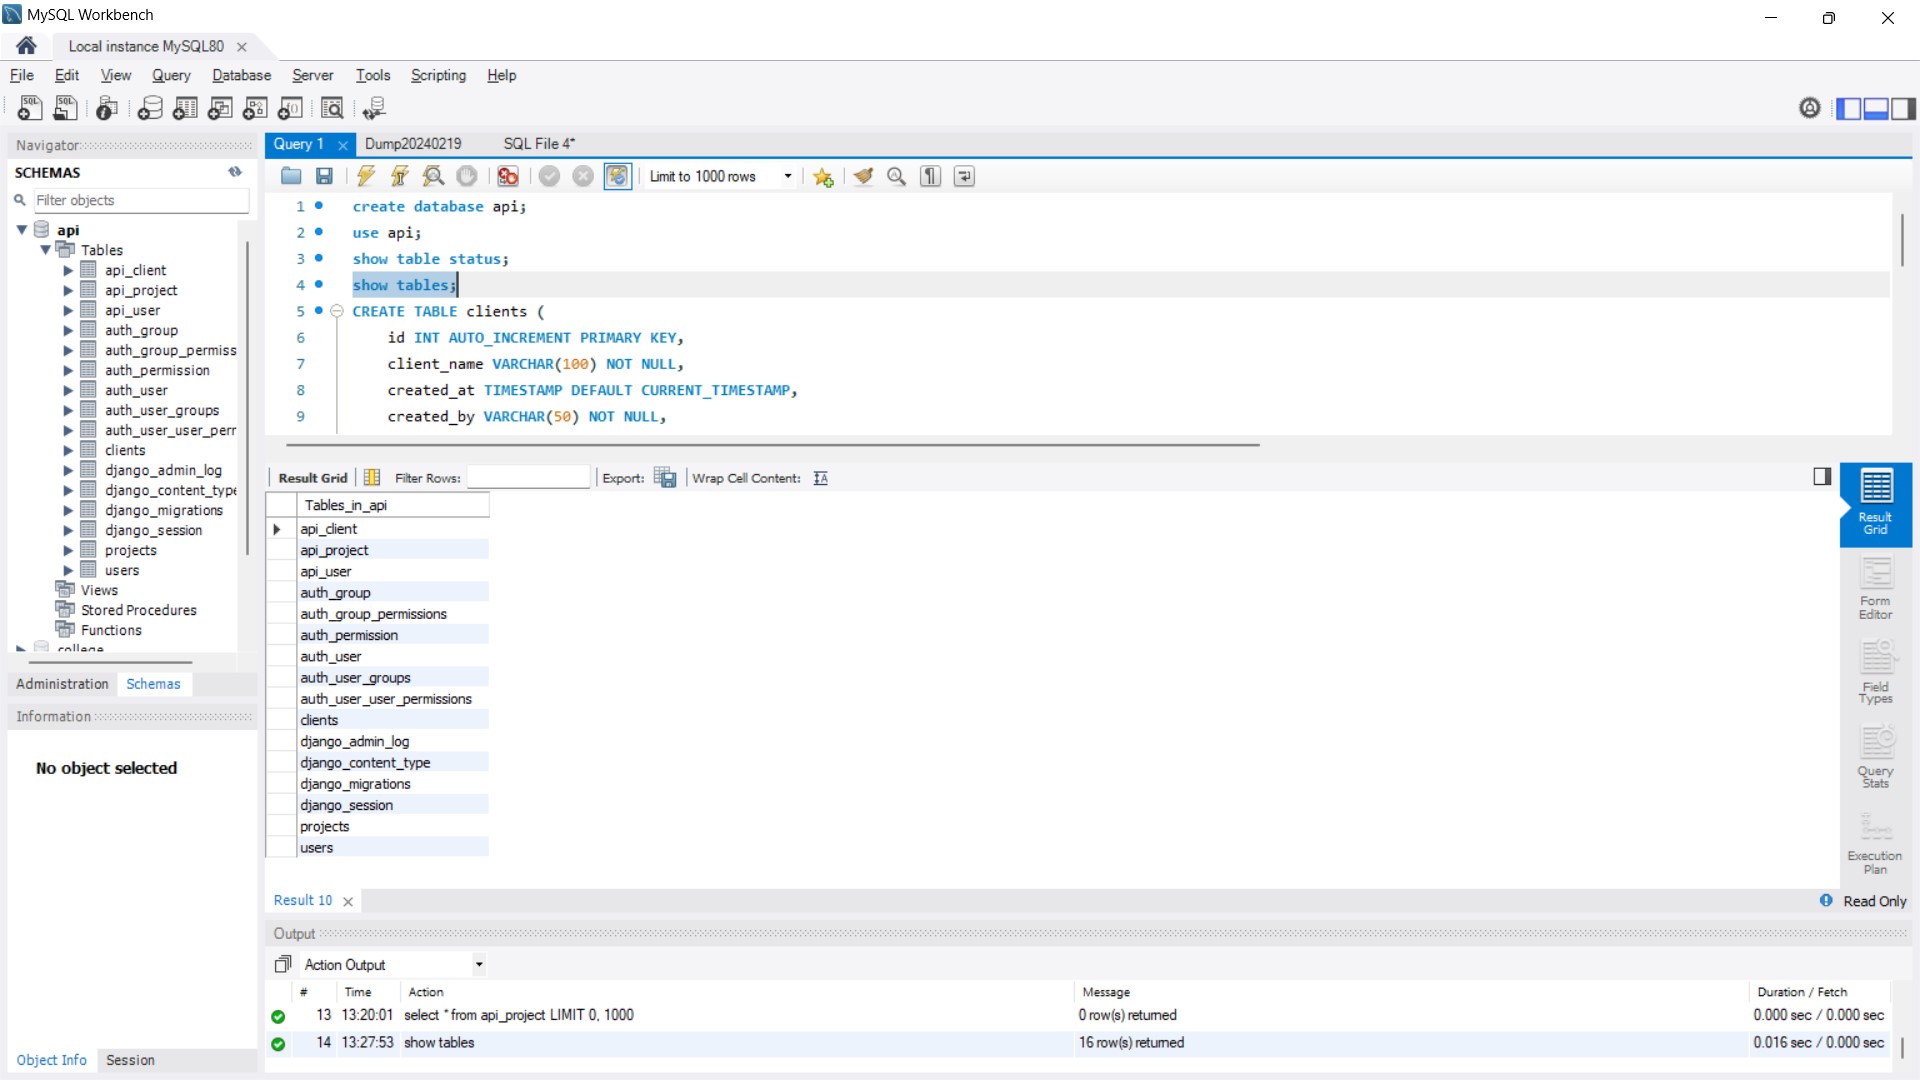 MySQL Workbench
Local instance MySQL80
File Edit View Query Database Server Tools Scripting Help
Navigator
SCHEMAS
Filter objects
api
Tables
api_client
api_project
api_user
auth_group
auth_group_permiss
auth_permission
auth_user
auth_user_groups
auth_user_user_perr
clients
django_admin_log
django_content_type
django_migrations
django_session
projects
users
Views
Stored Procedures
Functions
college
Administration Schemas
Information
No object selected
Object Info Session
Query 1 Dump20240219 SQL File 4*
Limit to 1000 rows
1 create database api;
2 use api;
3 show table status;
4 show tables;
5 CREATE TABLE clients (
6 id INT AUTO_INCREMENT PRIMARY KEY,
7 client_name VARCHAR(100) NOT NULL,
8 created_at TIMESTAMP DEFAULT CURRENT_TIMESTAMP,
9 created_by VARCHAR(50) NOT NULL,
Result Grid Filter Rows: Export: Wrap Cell Content:
Tables_in_api
api_client
api_project
api_user
auth_group
auth_group_permissions
auth_permission
auth_user
auth_user_groups
auth_user_user_permissions
clients
django_admin_log
django_content_type
django_migrations
django_session
projects
users
Result
Grid
Form
Editor
Field
Types
Query
Stats
Execution
Plan
Result 10
Read Only
Output
Action Output
# Time Action Message Duration / Fetch
13 13:20:01 select * from api_project LIMIT 0, 1000 0 row(s) returned 0.000 sec / 0.000 sec
14 13:27:53 show tables 16 row(s) returned 0.016 sec / 0.000 sec